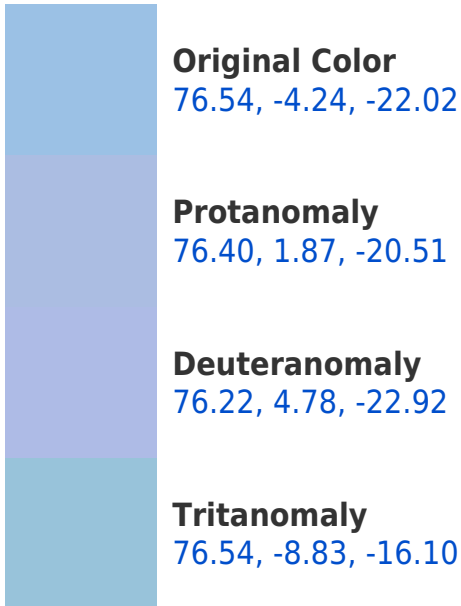 Original Color
76.54, -4.24, -22.02
Protanomaly
76.40, 1.87, -20.51
Deuteranomaly
76.22, 4.78, -22.92
Tritanomaly
76.54, -8.83, -16.10